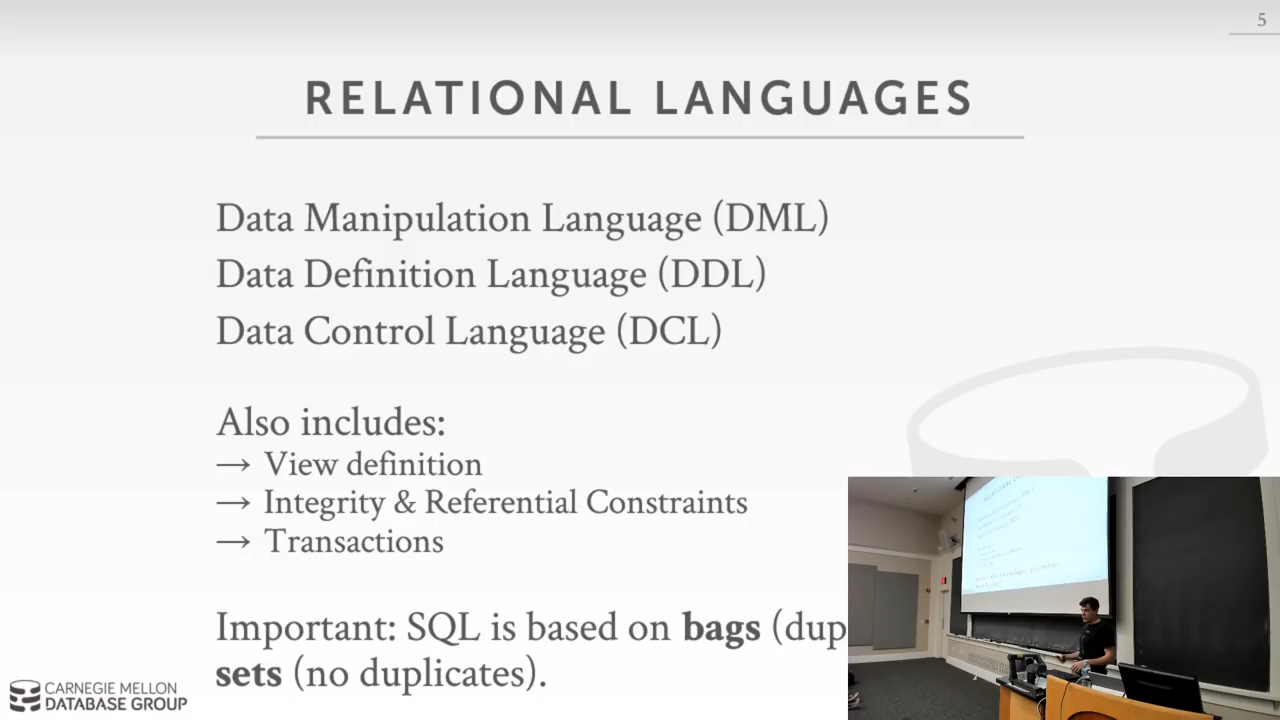 5
RELATIONAL LANGUAGES
Data Manipulation Language (DML)
Data Definition Language (DDL)
Data Control Language (DCL)
Also includes:
→ View definition
→ Integrity & Referential Constraints
→ Transactions
Important: SQL is based on bags (dup
sets (no duplicates).
CARNEGIE MELLON
DATABASE GROUP